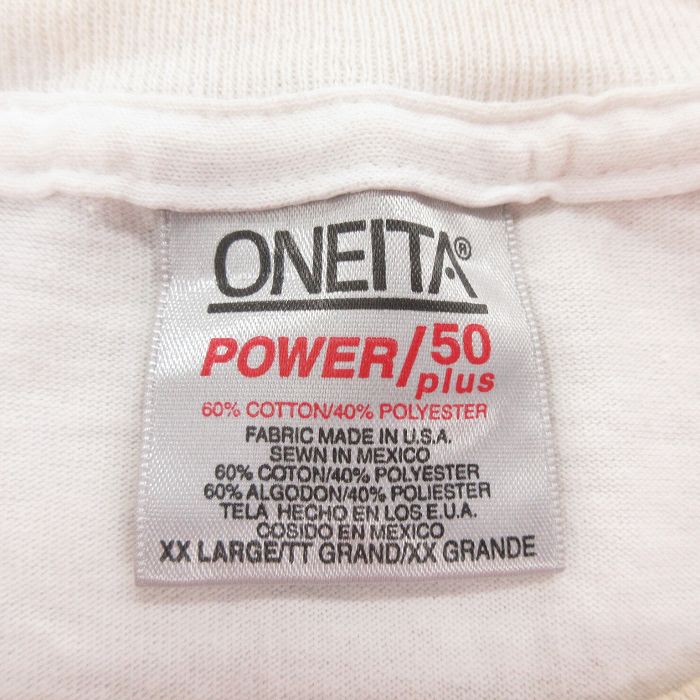 ONEITA®
POWER/50 plus
60% COTTON/40% POLYESTER
FABRIC MADE IN U.S.A.
SEWN IN MEXICO
60% COTON/40% POLYESTER
60% ALGODON/40% POLIESTER
TELA HECHO EN LOS E.U.A.
COSIDO EN MEXICO
XX LARGE/TT GRAND/XX GRANDE